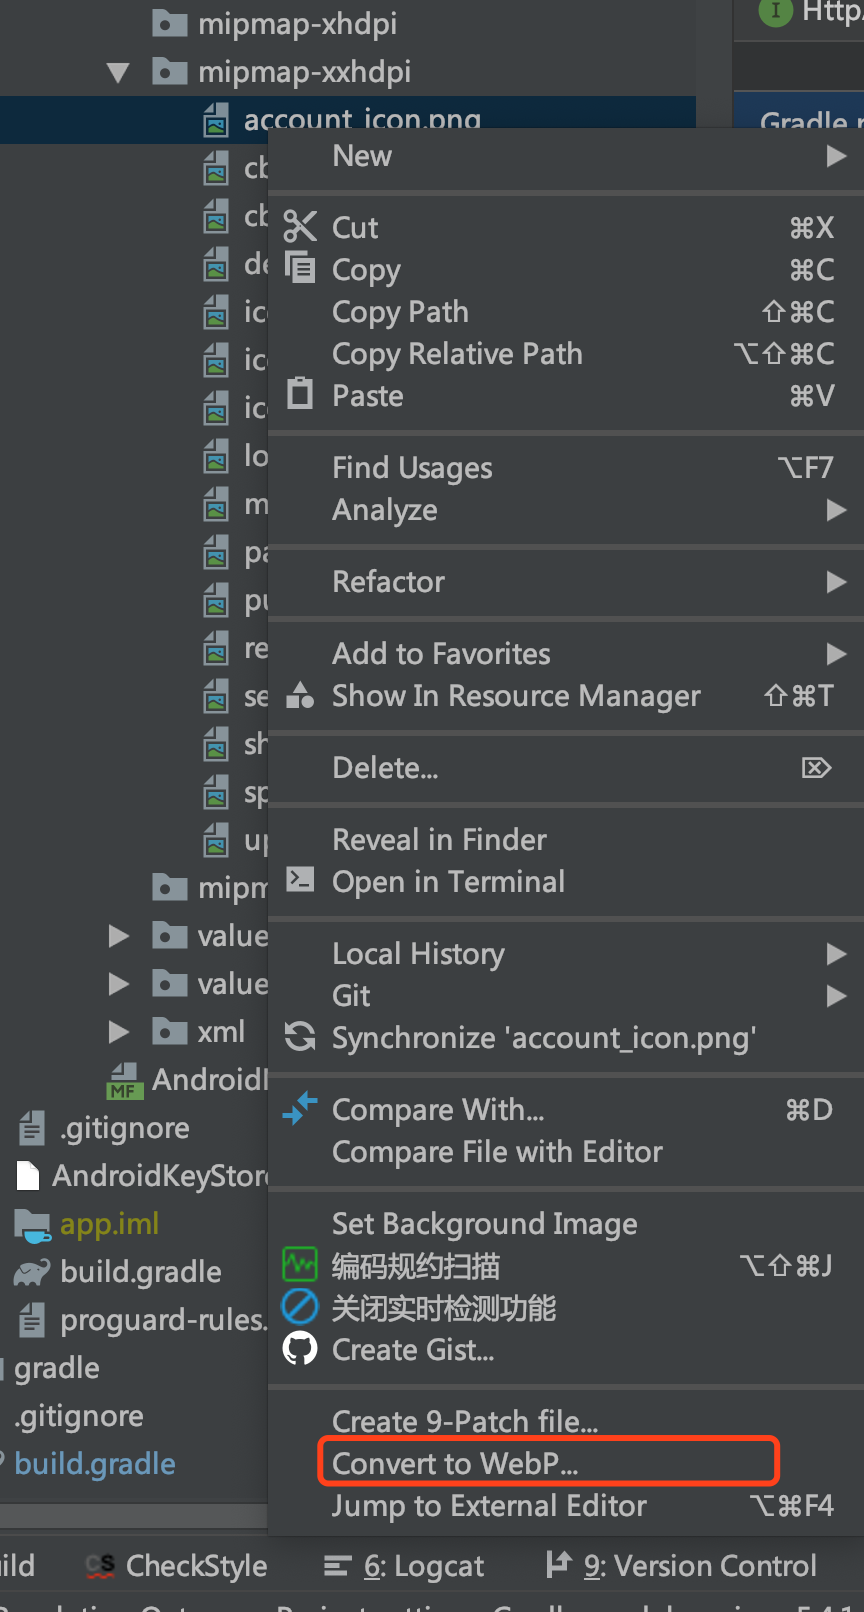 mipmap-xhdpi
mipmap-xxhdpi
account_icon.png
I Http
Gradle
New
Cut ⌘X
Copy ⌘C
Copy Path ⇧⌘C
Copy Relative Path ⌥⇧⌘C
Paste ⌘V
Find Usages ⌥F7
Analyze
Refactor
Add to Favorites
Show In Resource Manager ⇧⌘T
Delete... ⌦
Reveal in Finder
Open in Terminal
Local History
Git
Synchronize 'account_icon.png'
Compare With... ⌘D
Compare File with Editor
Set Background Image
编码规约扫描 ⌥⇧⌘J
关闭实时检测功能
Create Gist...
Create 9-Patch file...
Convert to WebP...
Jump to External Editor ⌥⌘F4
cb
cb
de
ic
ic
ic
lo
m
pa
pu
re
se
sh
sp
up
mipm
value
value
xml
MF Android
.gitignore
AndroidKeyStore
app.iml
build.gradle
proguard-rules.
gradle
.gitignore
build.gradle
ild CS CheckStyle 6: Logcat 9: Version Control